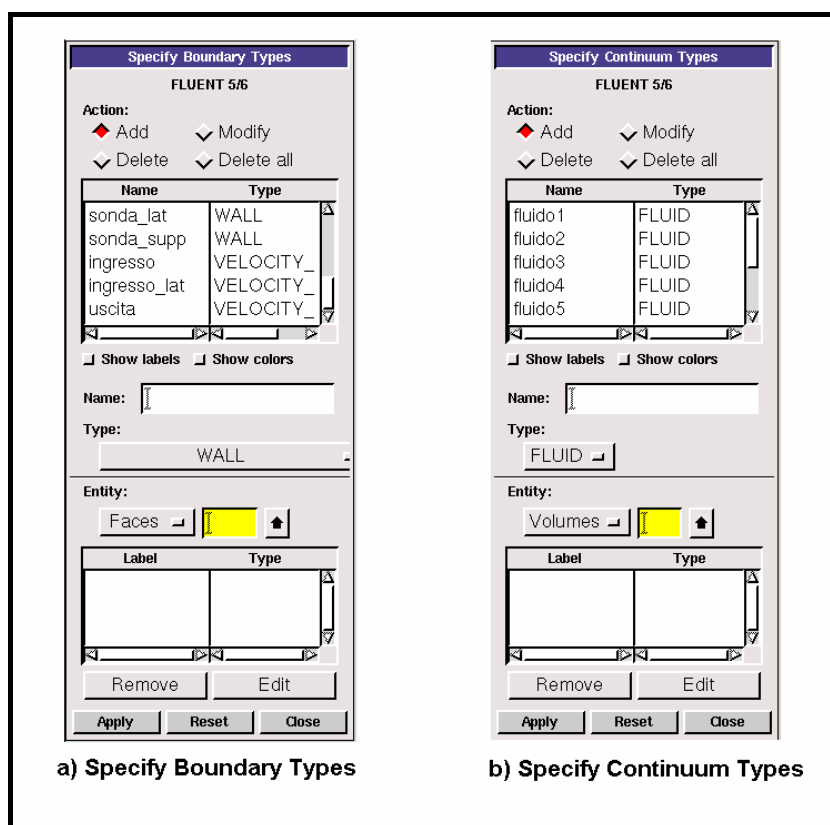 Specify Boundary Types
FLUENT 5/6
Action:
Add Modify
Delete Delete all
Name Type
sonda_lat WALL
sonda_supp WALL
ingresso VELOCITY_
ingresso_lat VELOCITY_
uscita VELOCITY_
Show labels Show colors
Name:
Type:
WALL
Entity:
Faces
Label Type
Remove Edit
Apply Reset Close
a) Specify Boundary Types
Specify Continuum Types
FLUENT 5/6
Action:
Add Modify
Delete Delete all
Name Type
fluido1 FLUID
fluido2 FLUID
fluido3 FLUID
fluido4 FLUID
fluido5 FLUID
Show labels Show colors
Name:
Type:
FLUID
Entity:
Volumes
Label Type
Remove Edit
Apply Reset Close
b) Specify Continuum Types